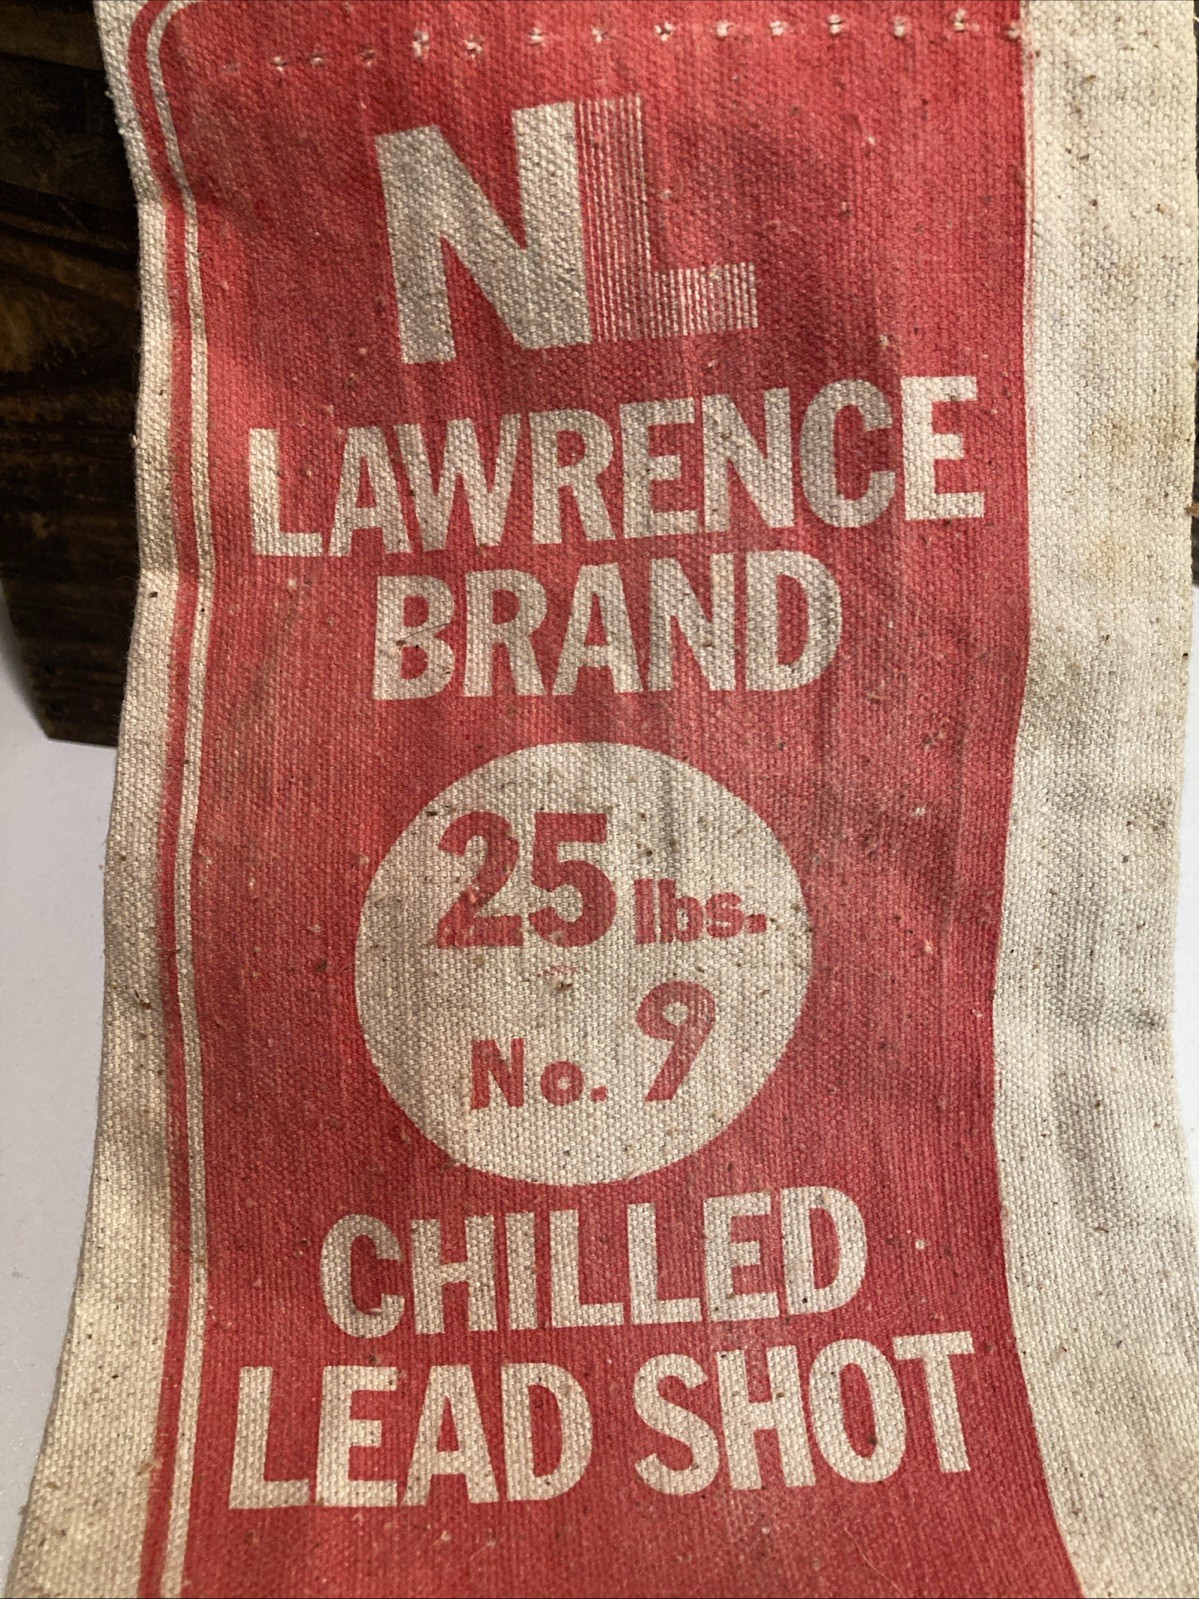 NL
LAWRENCE
BRAND
25 lbs.
No. 9
CHILLED
LEAD SHOT